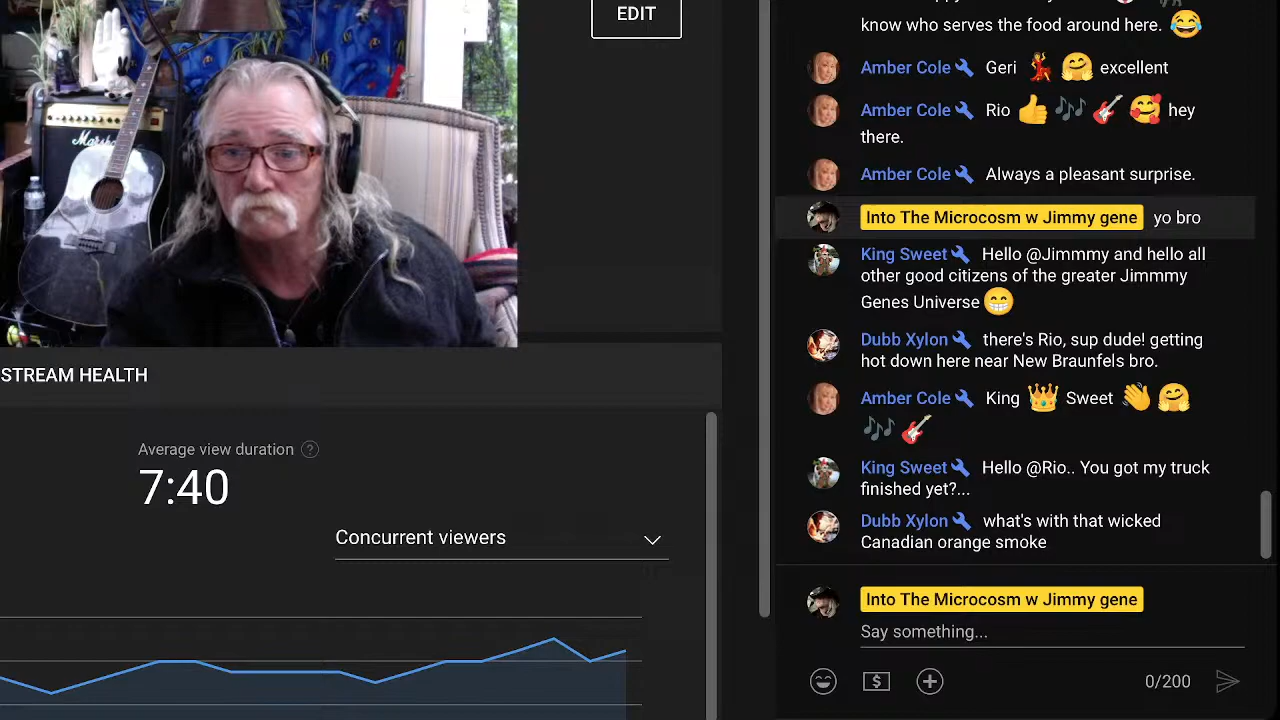 EDIT
Marsh
STREAM HEALTH
Average view duration
7:40
Concurrent viewers
know who serves the food around here. 😂
Amber Cole Geri 💃 🤗 excellent
Amber Cole Rio 👍 🎶 🎸 🥰 hey
there.
Amber Cole Always a pleasant surprise.
Into The Microcosm w Jimmy gene yo bro
King Sweet Hello @Jimmmy and hello all
other good citizens of the greater Jimmmy
Genes Universe 😁
Dubb Xylon there's Rio, sup dude! getting
hot down here near New Braunfels bro.
Amber Cole King 👑 Sweet 👋 🤗
🎶 🎸
King Sweet Hello @Rio.. You got my truck
finished yet?...
Dubb Xylon what's with that wicked
Canadian orange smoke
Into The Microcosm w Jimmy gene
Say something...
0/200